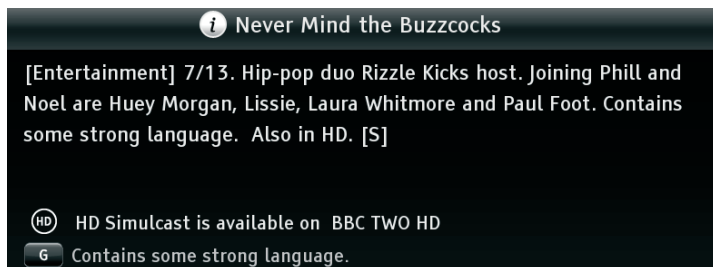 i Never Mind the Buzzcocks
[Entertainment] 7/13. Hip-pop duo Rizzle Kicks host. Joining Phill and
Noel are Huey Morgan, Lissie, Laura Whitmore and Paul Foot. Contains
some strong language.  Also in HD. [S]
HD HD Simulcast is available on  BBC TWO HD
G Contains some strong language.